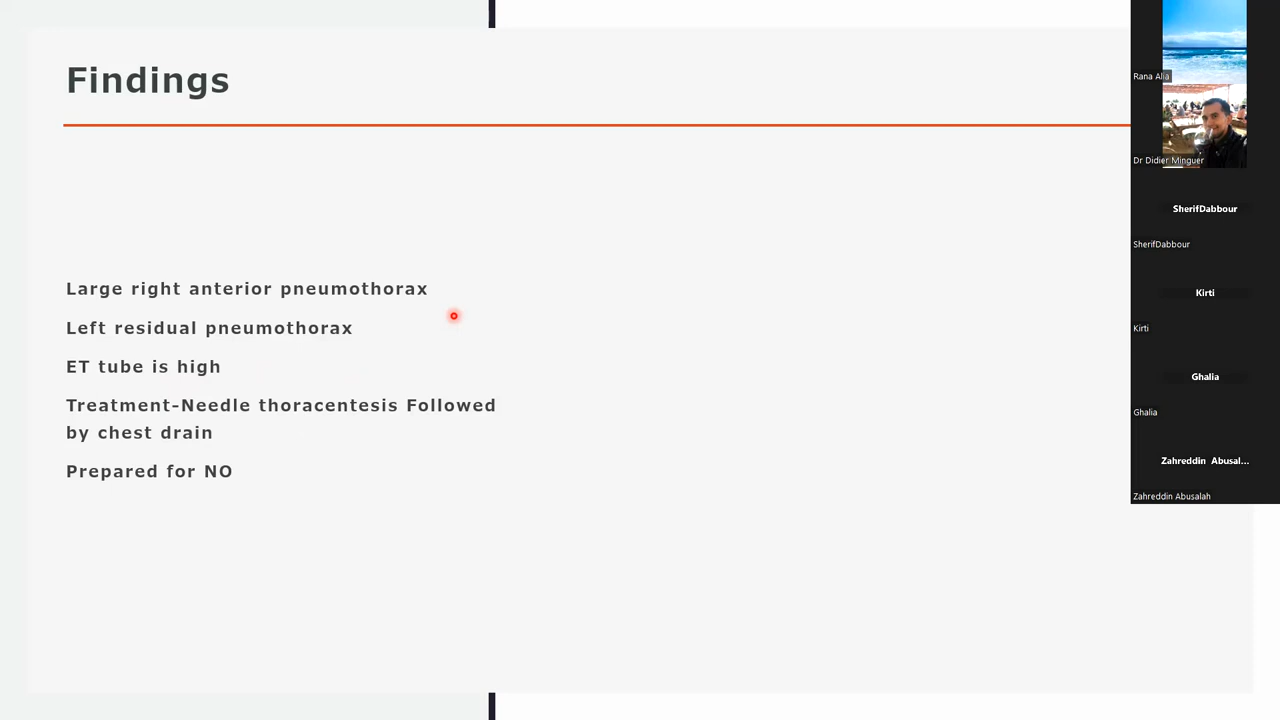 Findings
Large right anterior pneumothorax
Left residual pneumothorax
ET tube is high
Treatment-Needle thoracentesis Followed
by chest drain
Prepared for NO
Rana Alia
Dr Didier Minguer
SherifDabbour
SherifDabbour
Kirti
Kirti
Ghalia
Ghalia
Zahreddin Abusal...
Zahreddin Abusalah